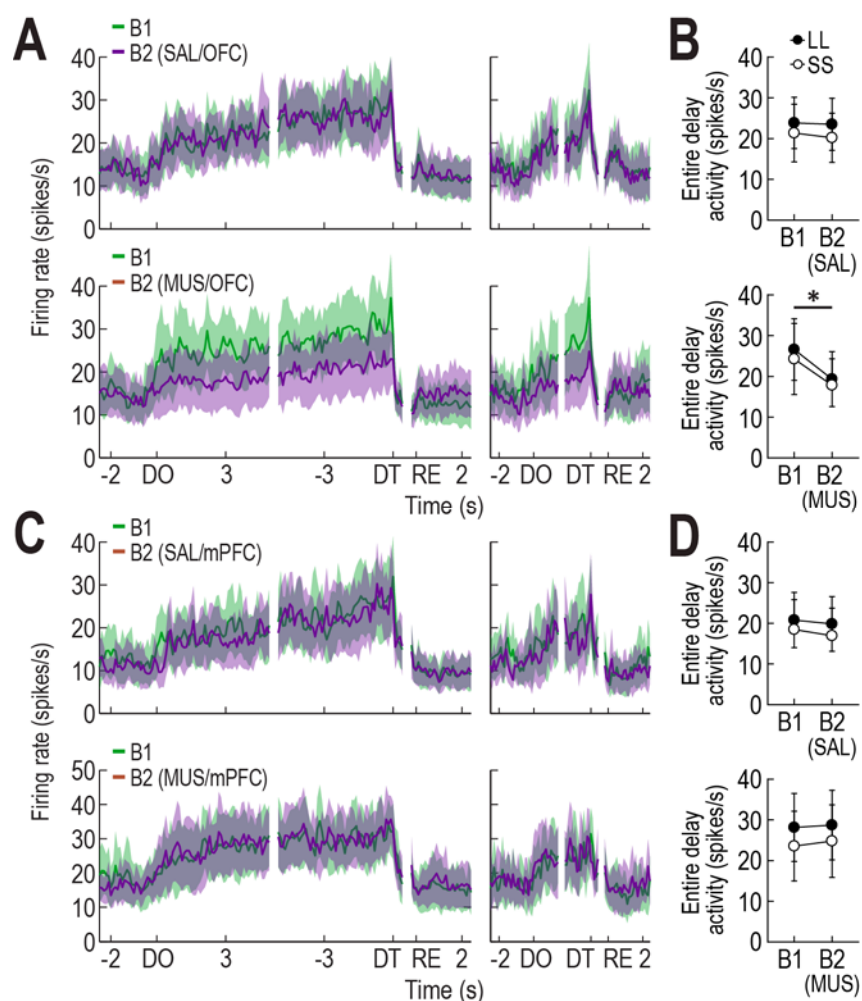 A
B1
B2 (SAL/OFC)
40
30
20
10
0
B1
B2 (MUS/OFC)
40
30
20
10
0
Firing rate (spikes/s)
-2 DO 3 -3 DT RE 2
-2 DO DT RE 2
Time (s)
B
LL
SS
Entire delay
activity (spikes/s)
40
30
20
10
0
B1 B2
(SAL)
*
Entire delay
activity (spikes/s)
40
30
20
10
0
B1 B2
(MUS)
C
B1
B2 (SAL/mPFC)
40
30
20
10
0
B1
B2 (MUS/mPFC)
50
40
30
20
10
0
Firing rate (spikes/s)
-2 DO 3 -3 DT RE 2
-2 DO DT RE 2
Time (s)
D
Entire delay
activity (spikes/s)
40
30
20
10
0
B1 B2
(SAL)
Entire delay
activity (spikes/s)
40
30
20
10
0
B1 B2
(MUS)